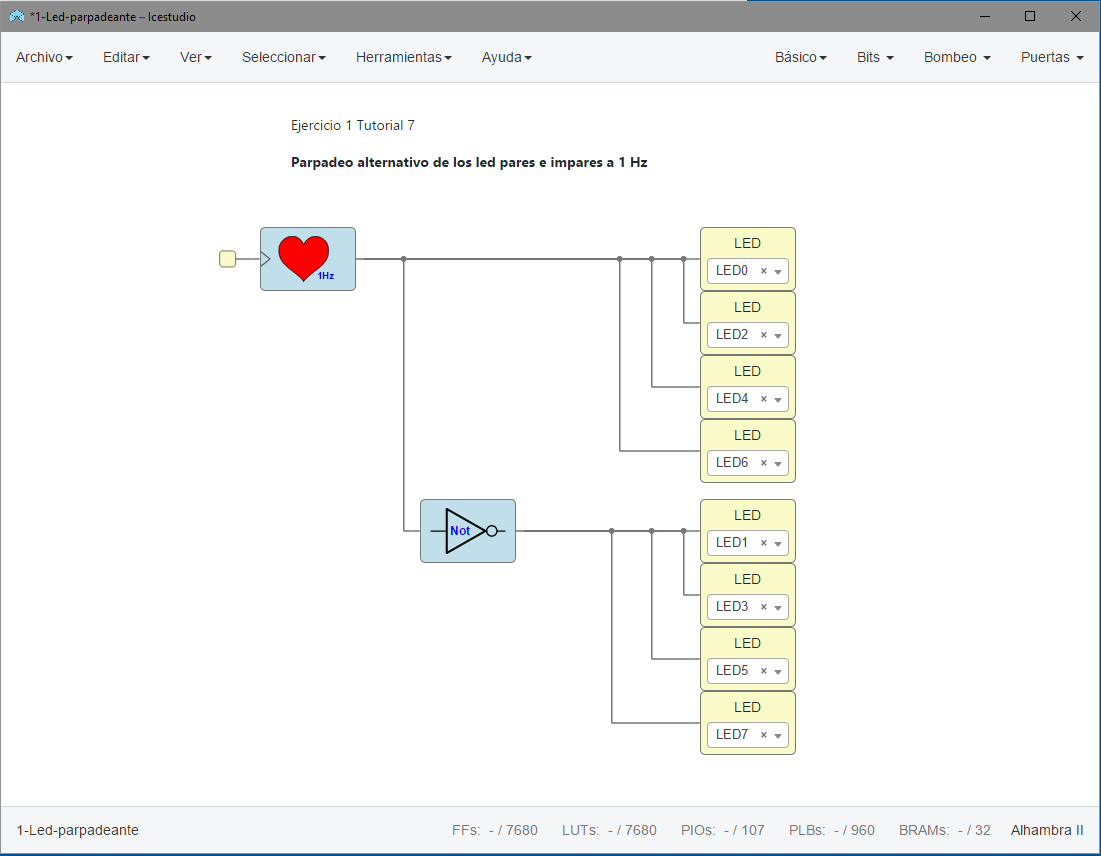 *1-Led-parpadeante – Icestudio
Archivo Editar Ver Seleccionar Herramientas Ayuda Básico Bits Bombeo Puertas
Ejercicio 1 Tutorial 7
Parpadeo alternativo de los led pares e impares a 1 Hz
1Hz
LED
LED0 ×
LED
LED2 ×
LED
LED4 ×
LED
LED6 ×
Not
LED
LED1 ×
LED
LED3 ×
LED
LED5 ×
LED
LED7 ×
1-Led-parpadeante FFs: - / 7680 LUTs: - / 7680 PIOs: - / 107 PLBs: - / 960 BRAMs: - / 32 Alhambra II